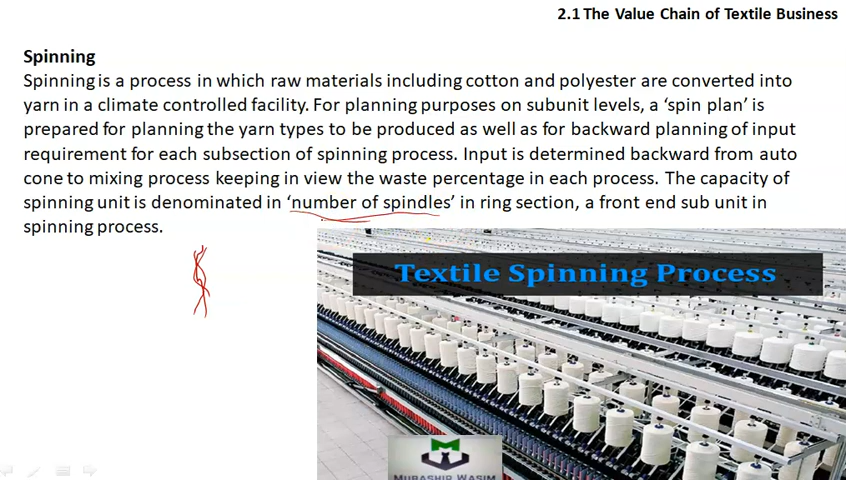 2.1 The Value Chain of Textile Business
Spinning
Spinning is a process in which raw materials including cotton and polyester are converted into
yarn in a climate controlled facility. For planning purposes on subunit levels, a ‘spin plan’ is
prepared for planning the yarn types to be produced as well as for backward planning of input
requirement for each subsection of spinning process. Input is determined backward from auto
cone to mixing process keeping in view the waste percentage in each process. The capacity of
spinning unit is denominated in ‘number of spindles’ in ring section, a front end sub unit in
spinning process.
Textile Spinning Process
MUBASHIR WASIM